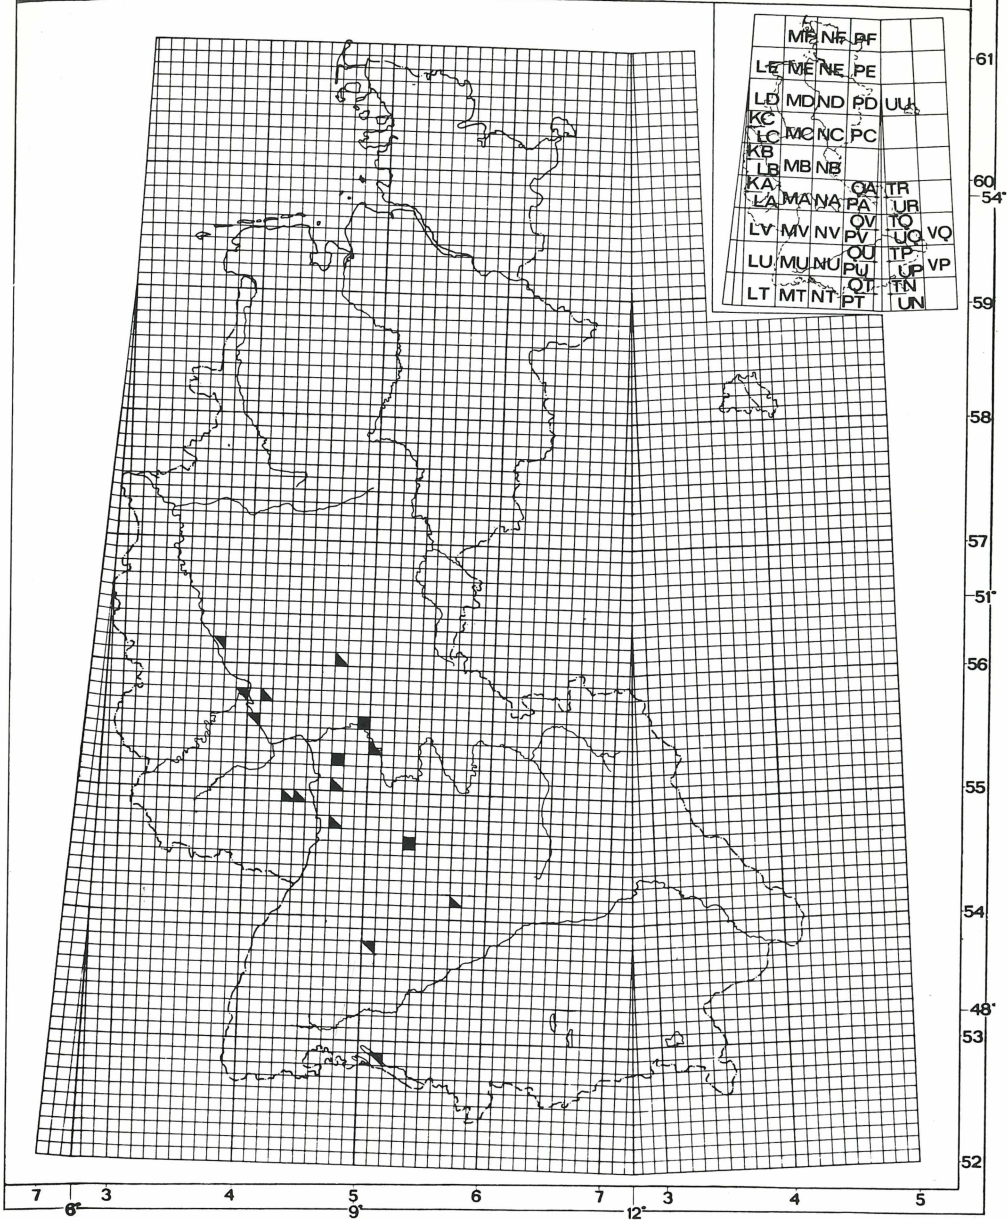 MF NF PF
LE ME NE PE
LD MD ND PD UU
KC
LC MC NC PC
KB
LB MB NB
KA QA TR
LA MA NA PA UR
QV TQ
LV MV NV PV UQ VQ
QU TP
LU MU NU PU UP VP
QT TN
LT MT NT PT UN
61
60
54°
59
58
57
51°
56
55
54
48°
53
52
7 3 4 5 6 7 3 4 5
6° 9° 12°